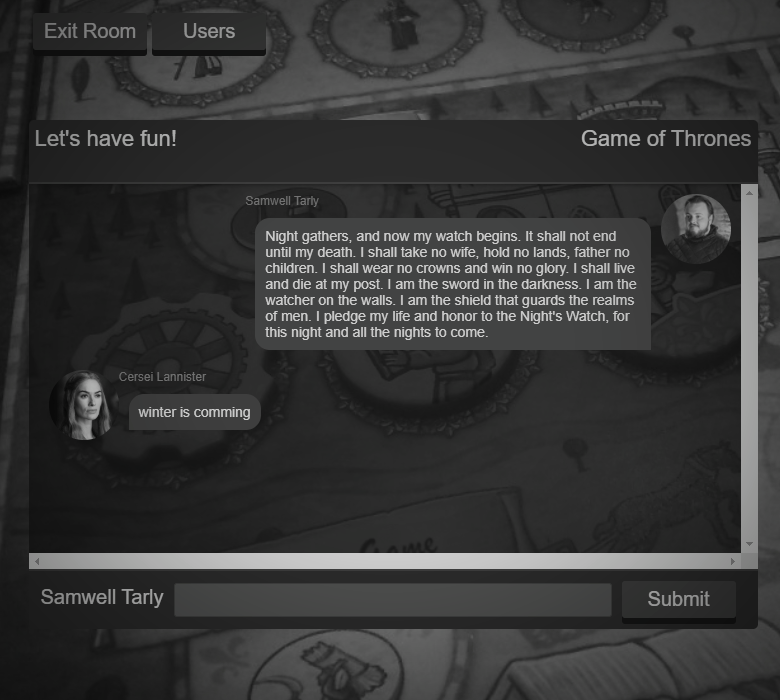 Exit Room
Users
Let's have fun!
Game of Thrones
Samwell Tarly
Night gathers, and now my watch begins. It shall not end
until my death. I shall take no wife, hold no lands, father no
children. I shall wear no crowns and win no glory. I shall live
and die at my post. I am the sword in the darkness. I am the
watcher on the walls. I am the shield that guards the realms
of men. I pledge my life and honor to the Night's Watch, for
this night and all the nights to come.
Cersei Lannister
winter is comming
Game
Samwell Tarly
Submit